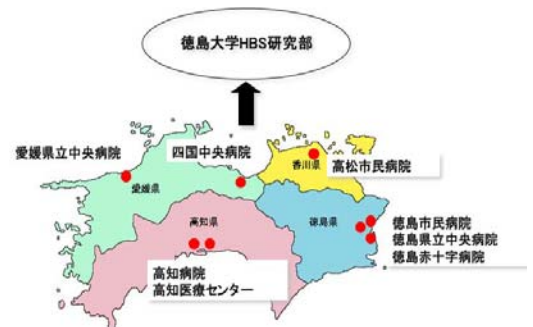 徳島大学HBS研究部
愛媛県立中央病院
四国中央病院
香川県
高松市民病院
愛媛県
高知県
徳島県
徳島市民病院
徳島県立中央病院
徳島赤十字病院
高知病院
高知医療センター